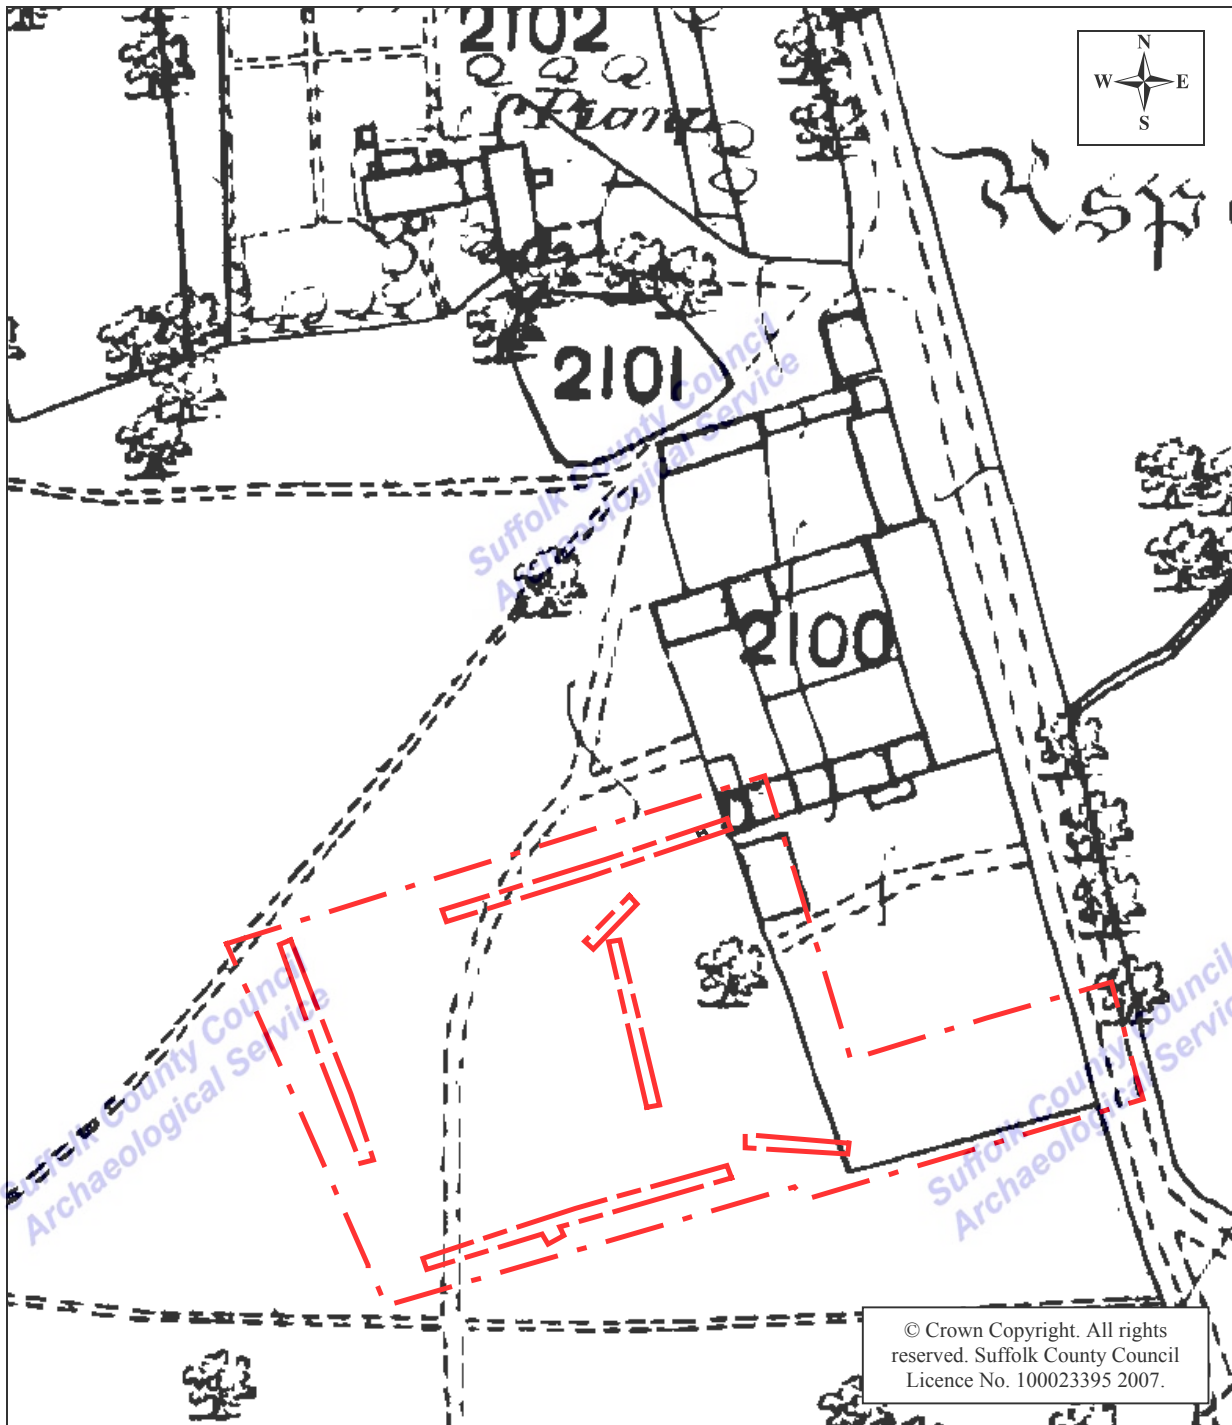 2102
N
W E
S
Pump
2101
Suffolk County Council
Archaeological Service
2100
Suffolk County Council
Archaeological Service
Suffolk County Council
Archaeological Service
© Crown Copyright. All rights
reserved. Suffolk County Council
Licence No. 100023395 2007.